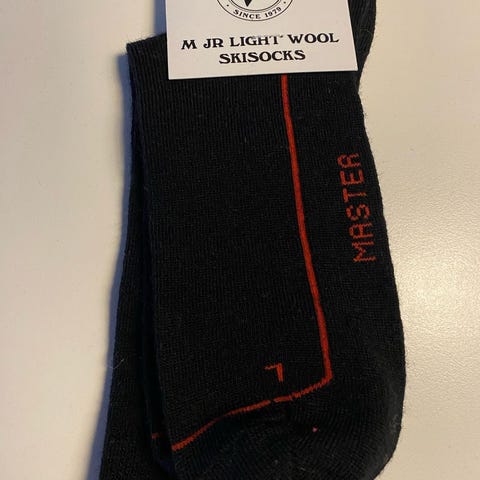 SINCE 1979
M JR LIGHT WOOL
SKISOCKS
MASTER
L